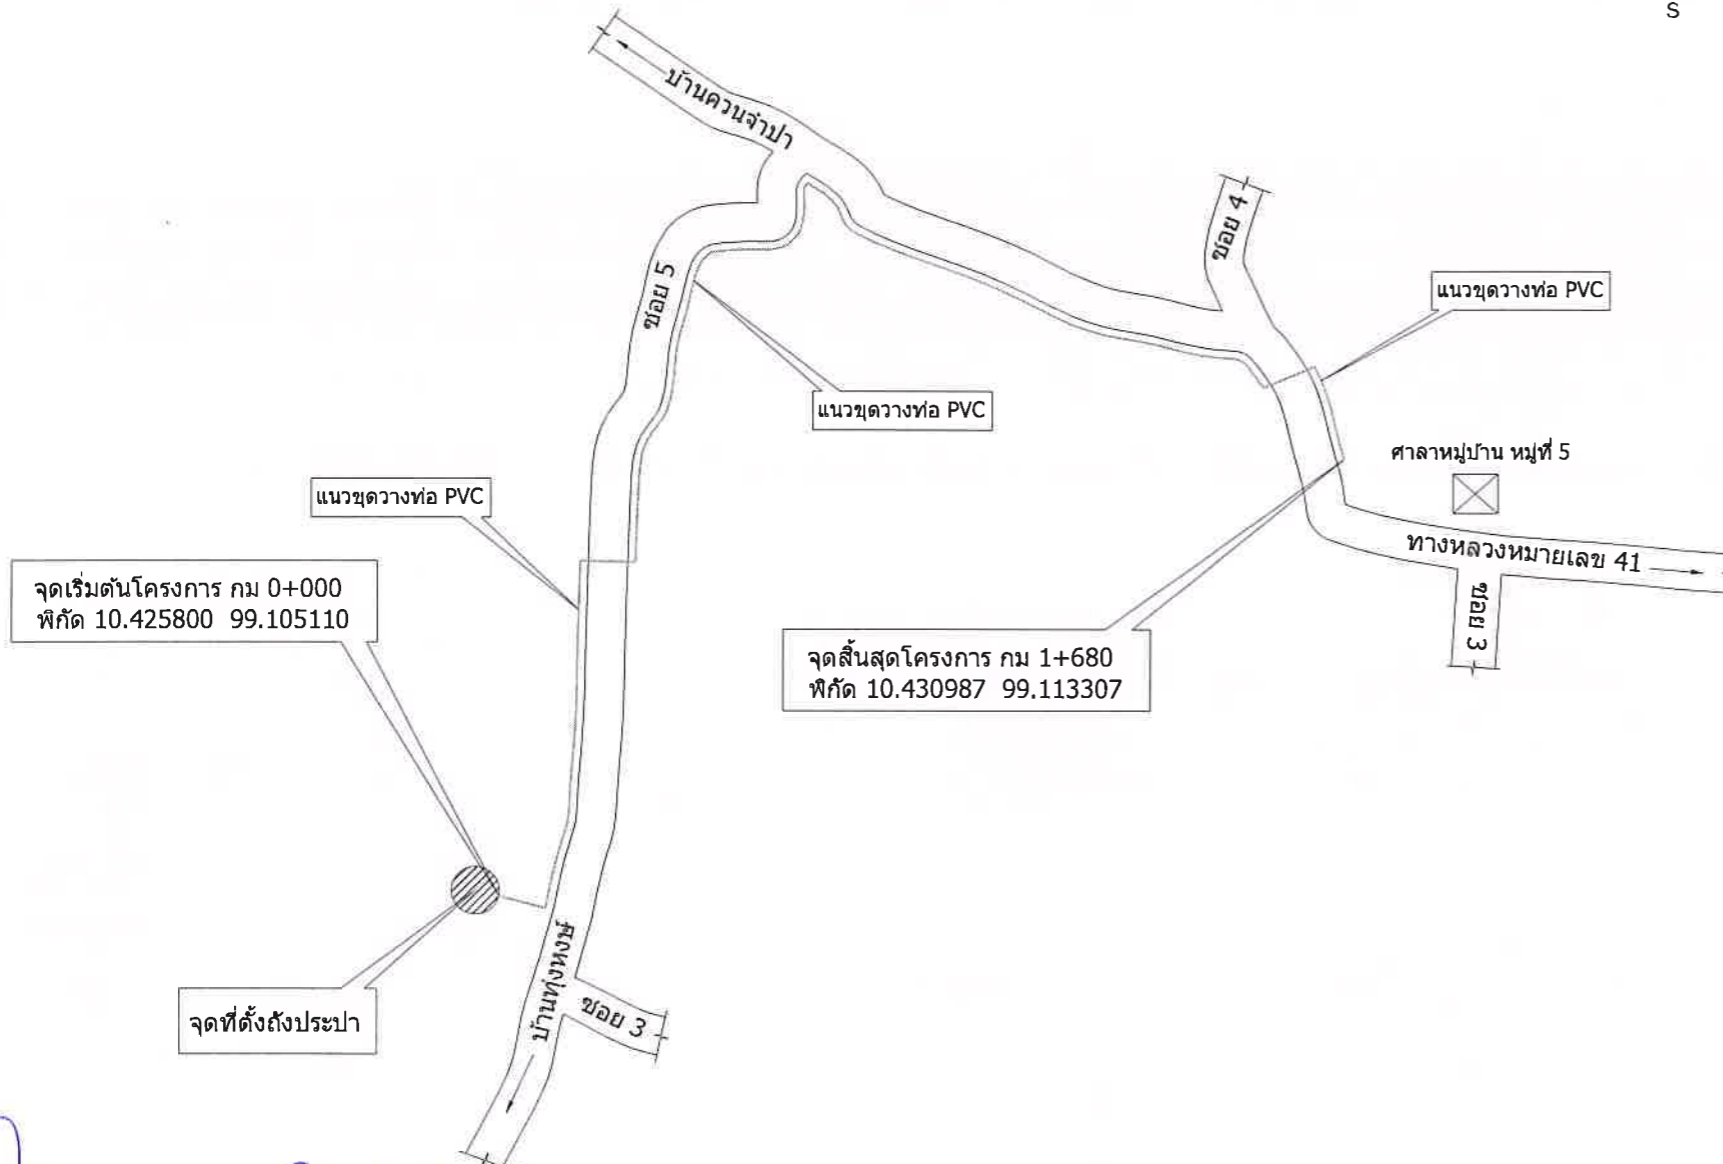 S
บ้านควนจำปา
ซอย 4
ซอย 5
แนวขุดวางท่อ PVC
แนวขุดวางท่อ PVC
ศาลาหมู่บ้าน หมู่ที่ 5
แนวขุดวางท่อ PVC
ทางหลวงหมายเลข 41
จุดเริ่มต้นโครงการ กม 0+000
พิกัด 10.425800 99.105110
ซอย 3
จุดสิ้นสุดโครงการ กม 1+680
พิกัด 10.430987 99.113307
บ้านทุ่งหงษ์
ซอย 3
จุดที่ตั้งถังประปา